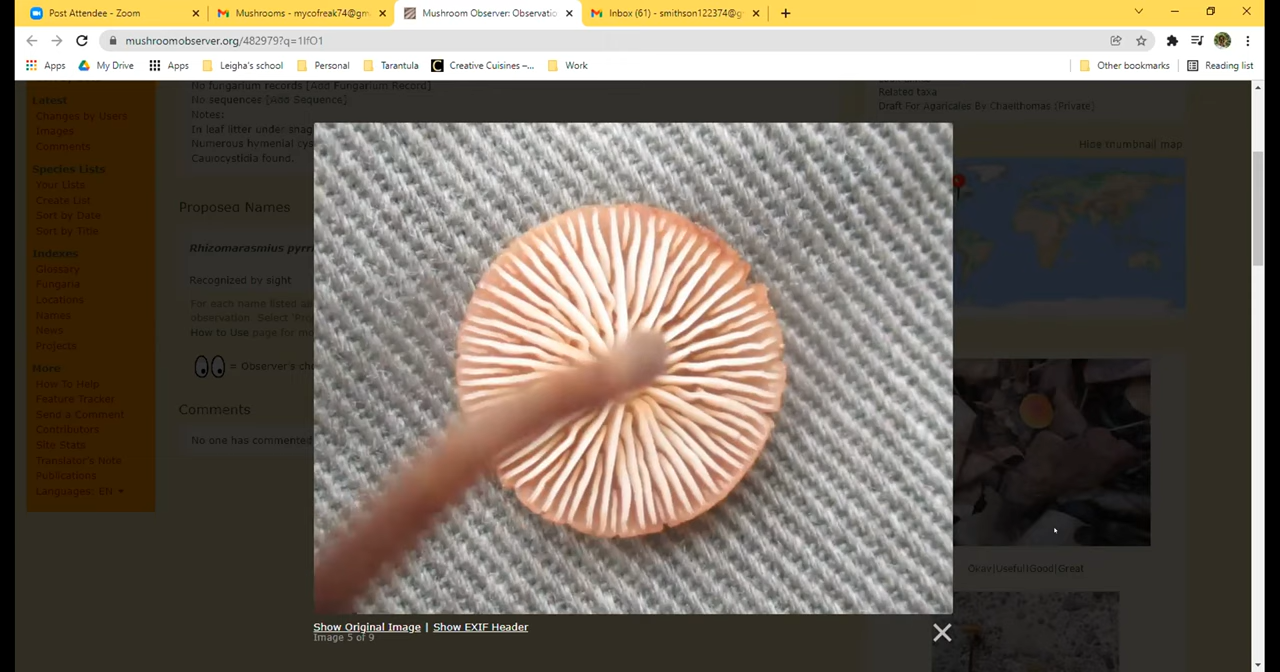 Post Attendee - Zoom
Mushrooms - mycofreak74@gm
Mushroom Observer: Observatio
Inbox (61) - smithson122374@g
mushroomobserver.org/482979?q=1IfO1
Apps
My Drive
Apps
Leigha's school
Personal
Tarantula
Creative Cuisines –...
Work
Other bookmarks
Reading list
Latest
Changes by Users
Images
Comments
Species Lists
Your Lists
Create List
Sort by Date
Sort by Title
Indexes
Glossary
Fungaria
Locations
Names
News
Projects
More
How To Help
Feature Tracker
Send a Comment
Contributors
Site Stats
Translator's Note
Publications
Languages: EN
No fungarium records [Add Fungarium Record]
No sequences [Add Sequence]
Notes:
In leaf litter under snag
Numerous hymenial cys
Caulocystidia found.
Proposed Names
Rhizomarasmius pyrr
Recognized by sight
For each name listed ab
observation. Select "Pro
How to Use page for mo
= Observer's cho
Comments
No one has commented
Related taxa
Draft For Agaricales By Chaelthomas (Private)
Hide thumbnail map
Okay|Useful|Good|Great
Show Original Image | Show EXIF Header
Image 5 of 9